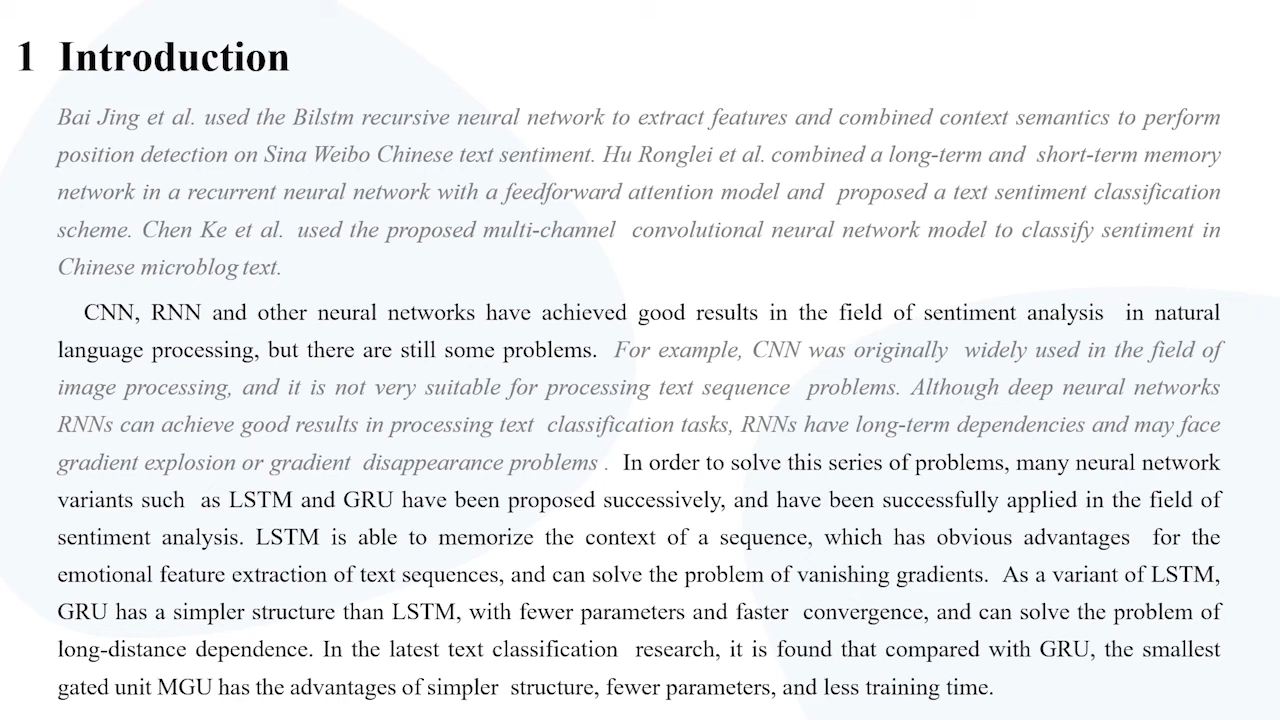 1 Introduction
Bai Jing et al. used the Bilstm recursive neural network to extract features and combined context semantics to perform
position detection on Sina Weibo Chinese text sentiment. Hu Ronglei et al. combined a long-term and short-term memory
network in a recurrent neural network with a feedforward attention model and proposed a text sentiment classification
scheme. Chen Ke et al. used the proposed multi-channel convolutional neural network model to classify sentiment in
Chinese microblog text.
CNN, RNN and other neural networks have achieved good results in the field of sentiment analysis in natural
language processing, but there are still some problems. For example, CNN was originally widely used in the field of
image processing, and it is not very suitable for processing text sequence problems. Although deep neural networks
RNNs can achieve good results in processing text classification tasks, RNNs have long-term dependencies and may face
gradient explosion or gradient disappearance problems . In order to solve this series of problems, many neural network
variants such as LSTM and GRU have been proposed successively, and have been successfully applied in the field of
sentiment analysis. LSTM is able to memorize the context of a sequence, which has obvious advantages for the
emotional feature extraction of text sequences, and can solve the problem of vanishing gradients. As a variant of LSTM,
GRU has a simpler structure than LSTM, with fewer parameters and faster convergence, and can solve the problem of
long-distance dependence. In the latest text classification research, it is found that compared with GRU, the smallest
gated unit MGU has the advantages of simpler structure, fewer parameters, and less training time.